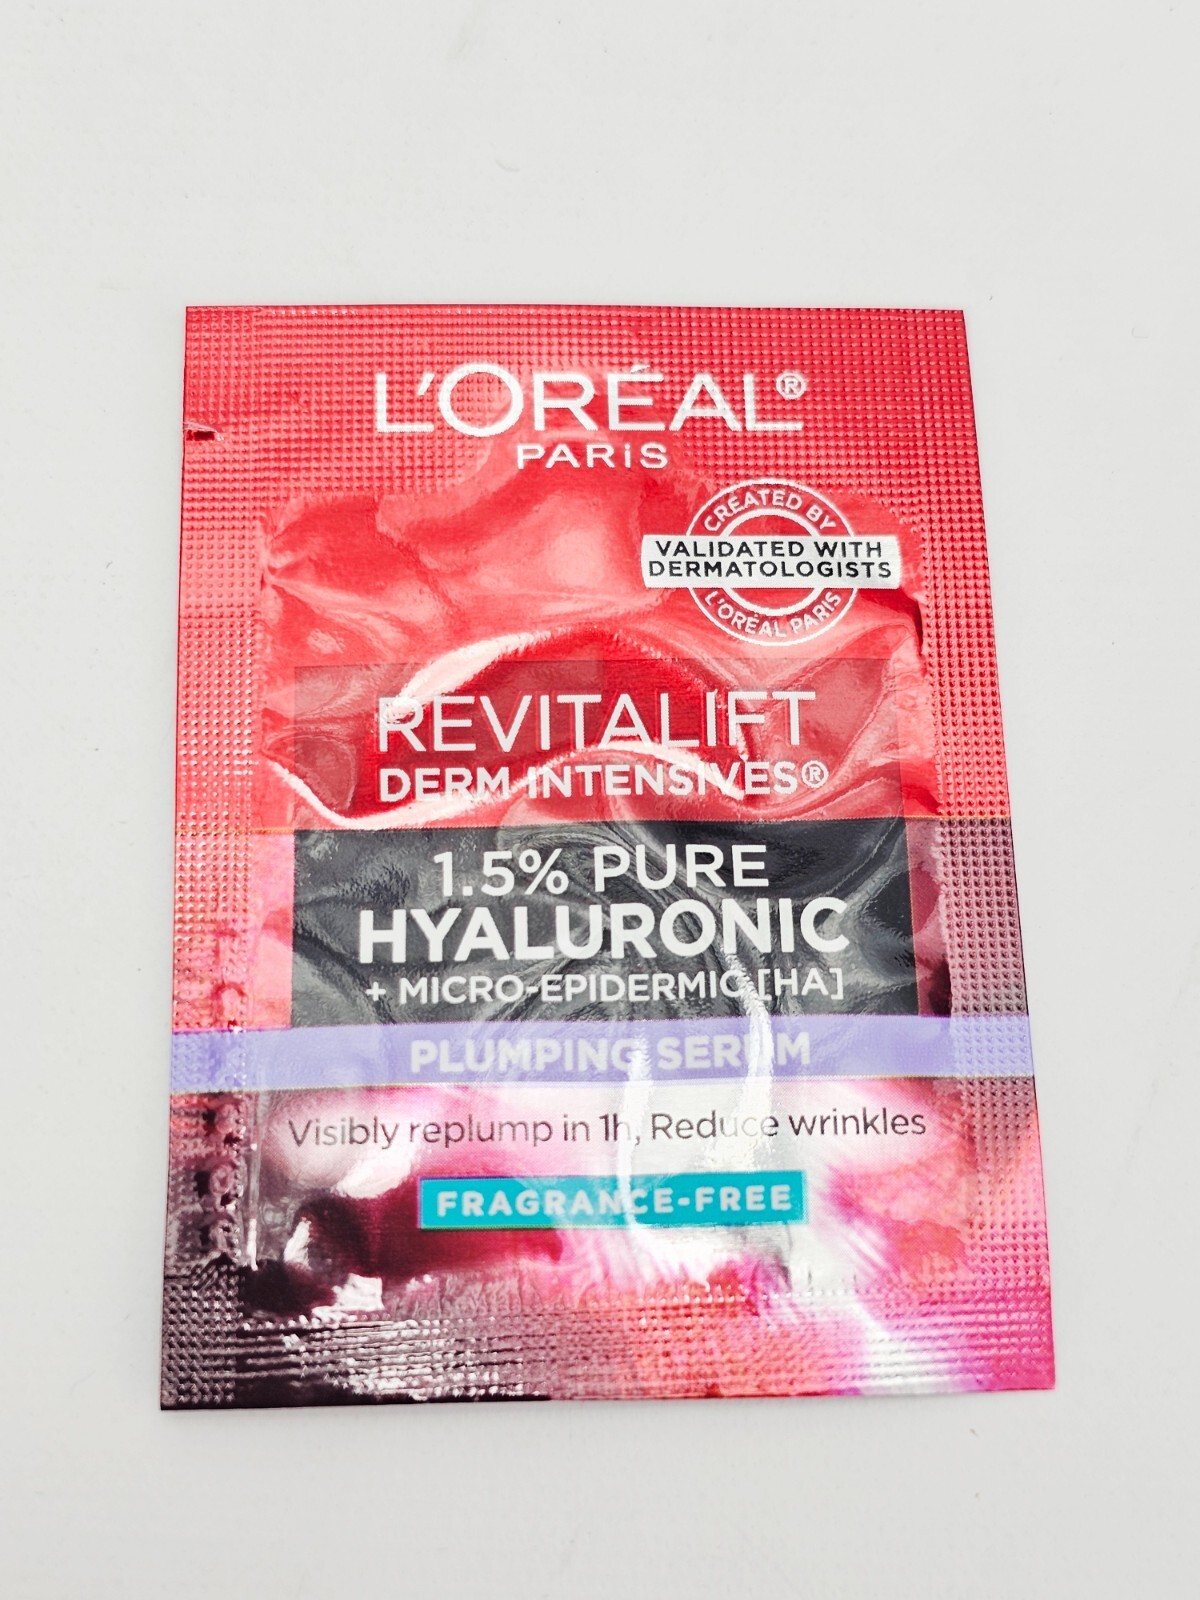 L'ORÉAL®
PARiS
CREATED BY
VALIDATED WITH
DERMATOLOGISTS
L'ORÉAL PARIS
REVITALIFT
DERM INTENSIVES®
1.5% PURE
HYALURONIC
+ MICRO-EPIDERMIC [HA]
PLUMPING SERUM
Visibly replump in 1h, Reduce wrinkles
FRAGRANCE-FREE